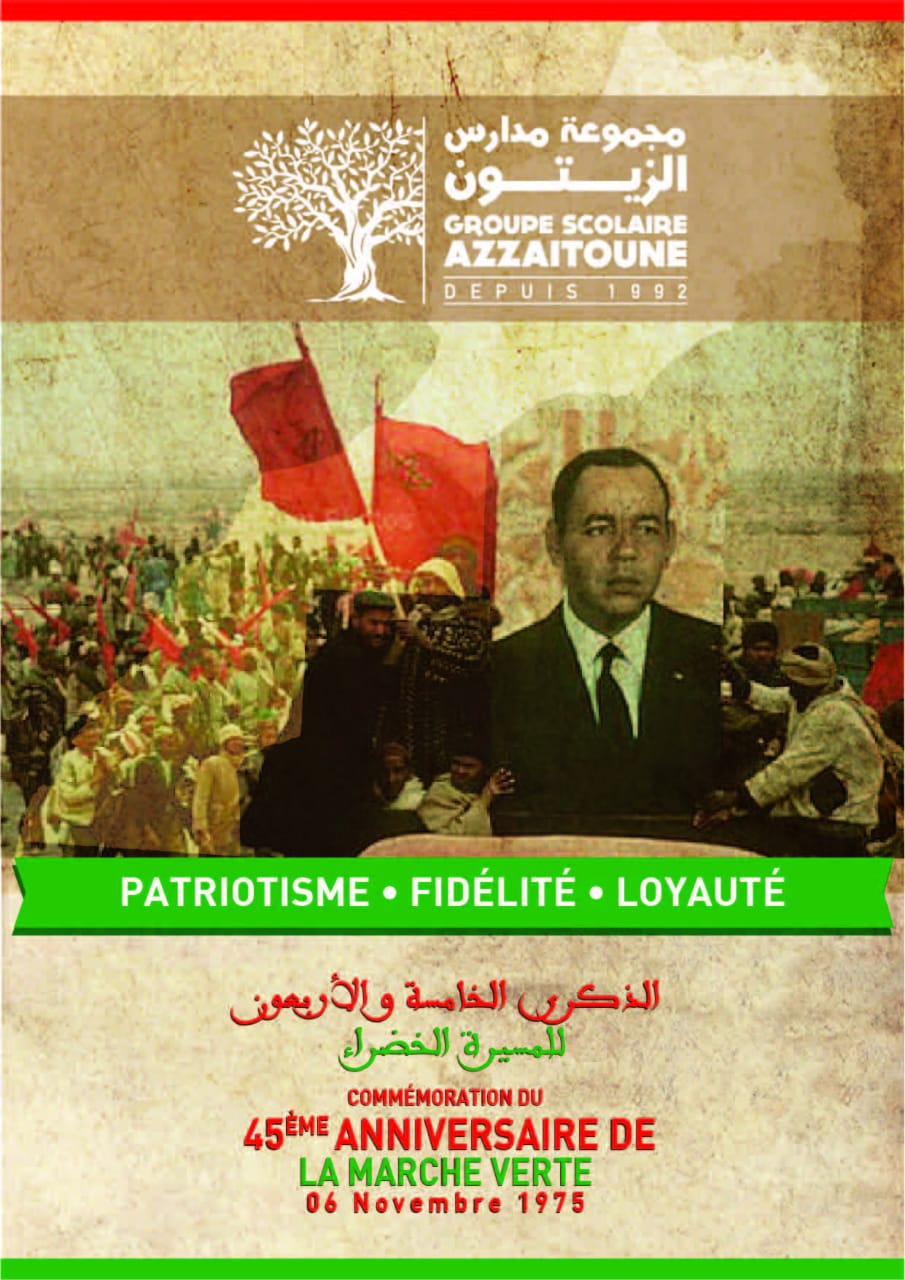 مجموعة مدارس
الزيتون
GROUPE SCOLAIRE
AZZAITOUNE
DEPUIS 1992
PATRIOTISME • FIDÉLITÉ • LOYAUTÉ
الذكرى الخامسة والأربعون
للمسيرة الخضراء
COMMÉMORATION DU
45ÈME ANNIVERSAIRE DE
LA MARCHE VERTE
06 Novembre 1975